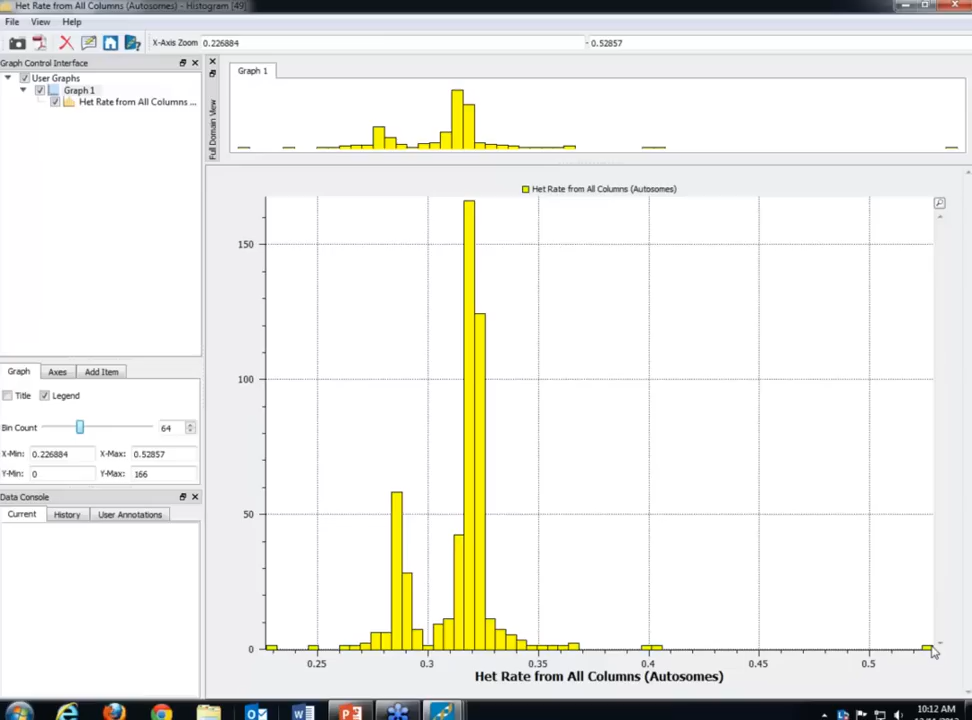 Het Rate from All Columns (Autosomes) - Histogram [49]
File View Help
X-Axis Zoom 0.226884 - 0.52857
Graph Control Interface
User Graphs
Graph 1
Het Rate from All Columns ...
Graph 1
Full Domain View
Het Rate from All Columns (Autosomes)
150
100
50
0
0.25 0.3 0.35 0.4 0.45 0.5
Het Rate from All Columns (Autosomes)
Graph Axes Add Item
Title Legend
Bin Count 64
X-Min: 0.226884 X-Max: 0.52857
Y-Min: 0 Y-Max: 166
Data Console
Current History User Annotations
10:12 AM